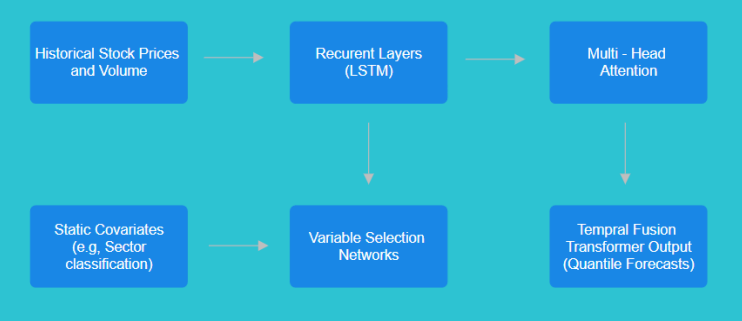 Historical Stock Prices
and Volume
Recurent Layers
(LSTM)
Multi - Head
Attention
Static Covariates
(e.g, Sector
classification)
Variable Selection
Networks
Tempral Fusion
Transformer Output
(Quantile Forecasts)